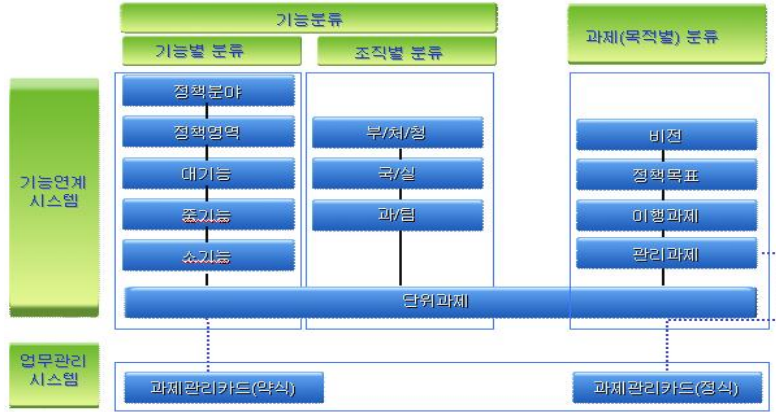 기능분류
기능별 분류
조직별 분류
과제(목적별) 분류
기능연계
시스템
정책분야
정책영역
대기능
중기능
소기능
부/처/청
국/실
과/팀
비전
정책목표
이행과제
관리과제
단위과제
업무관리
시스템
과제관리카드(약식)
과제관리카드(정식)